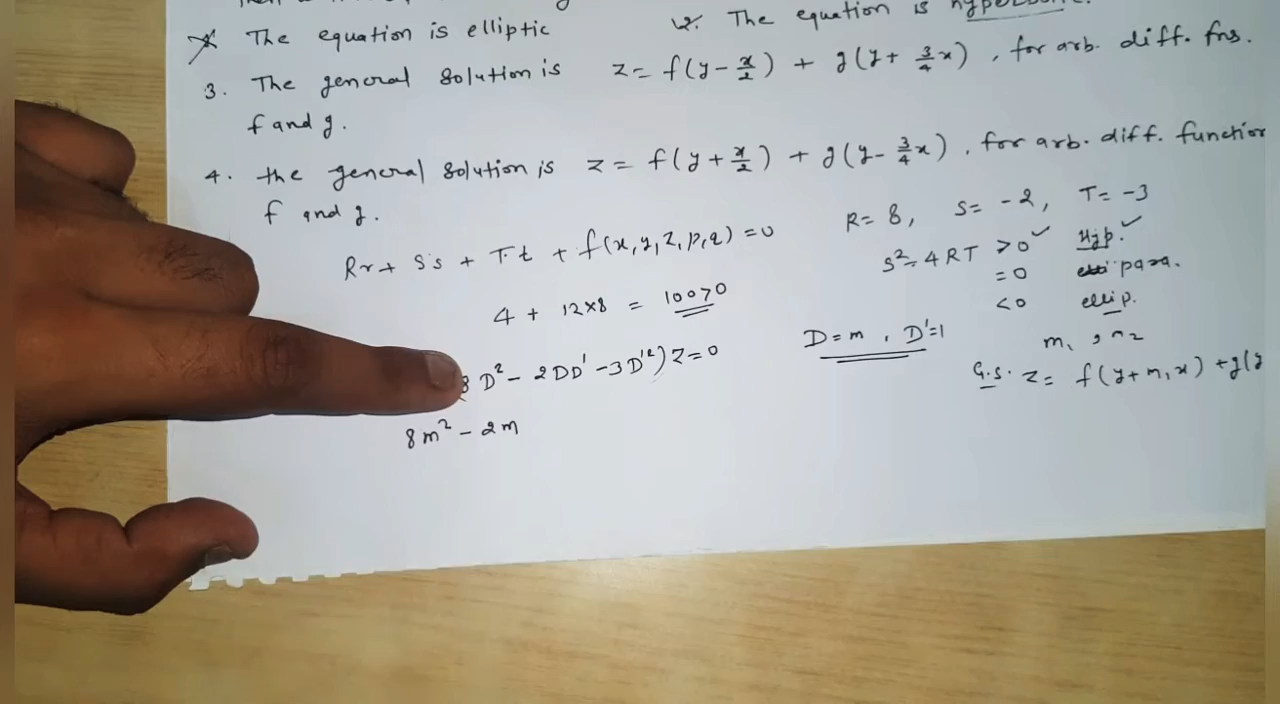 The equation is elliptic 2. The equation is
3. The general solution is z = f(y - x/2) + g(y + 3/4 x), for arb. diff. fns.
f and g.
4. the general solution is z = f(y + x/2) + g(y - 3/4 x), for arb. diff. function
f and g.
Rr + Ss + T.t + f(x, y, z, p, q) = 0
R = 8, S = -2, T = -3
S² - 4RT > 0 ✓ Hyp. ✓
= 0 para.
< 0 ellip.
4 + 12×8 = 100 > 0
D² - 2DD' - 3D'²) z = 0
D = m, D' = 1
m₁, m₂
G.S. z = f(y + m, x) + g(y
8m² - 2m